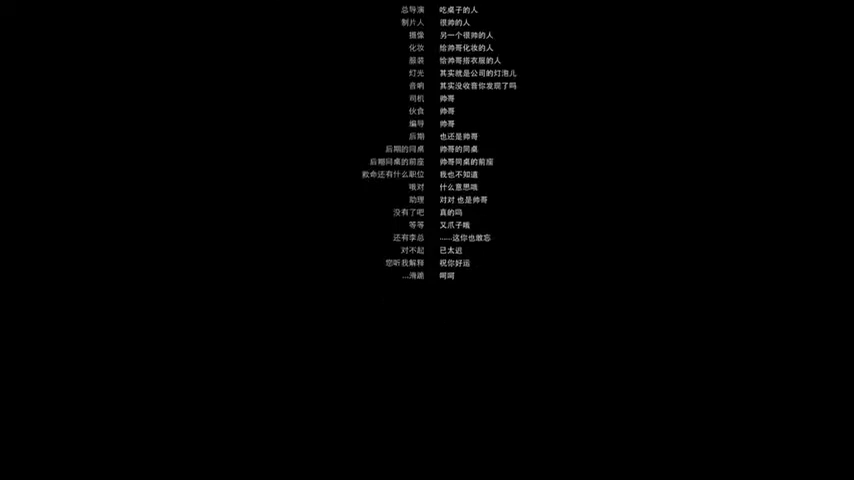 总导演 吃桌子的人
制片人 很帅的人
摄像 另一个很帅的人
化妆 给帅哥化妆的人
服装 给帅哥搭衣服的人
灯光 其实就是公司的灯泡儿
音响 其实没收音你发现了吗
司机 帅哥
伙食 帅哥
编导 帅哥
后期 也还是帅哥
后期的同桌 帅哥的同桌
后期同桌的前座 帅哥同桌的前座
救命还有什么职位 我也不知道
哦对 什么意思哦
助理 对对 也是帅哥
没有了吧 真的吗
等等 又爪子哦
还有李总 ……这你也敢忘
对不起 已太迟
您听我解释 祝你好运
...滑跪 呵呵